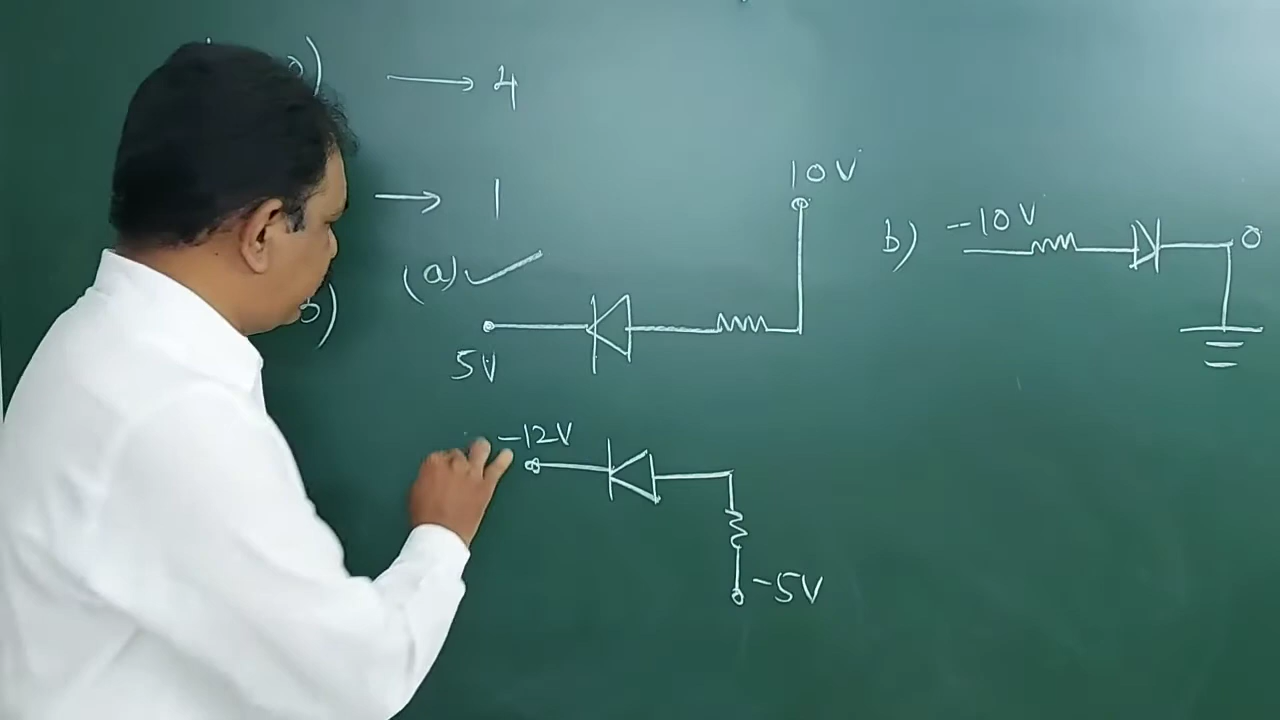 → 4
→ 1
(a) ✓
10V
5V
b) -10V 0
-12V
-5V